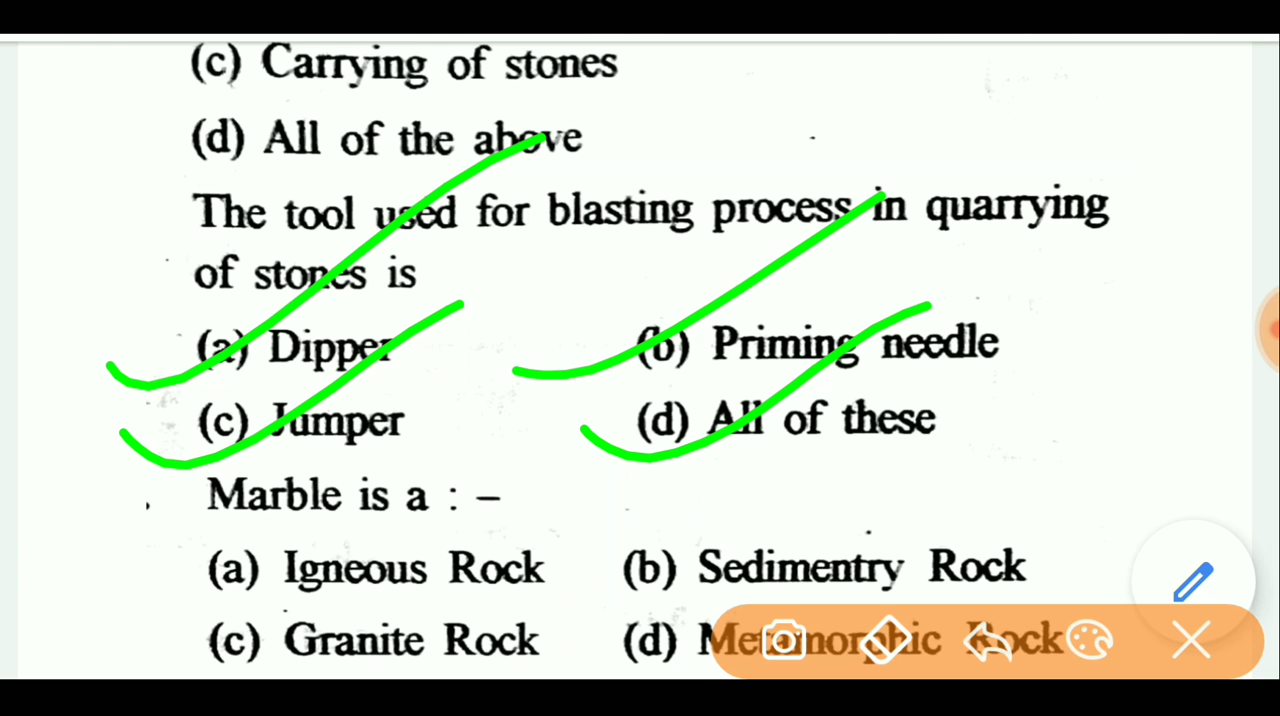 (c) Carrying of stones
(d) All of the above
The tool used for blasting process in quarrying
of stones is
(a) Dipper (b) Priming needle
(c) Jumper (d) All of these
Marble is a : –
(a) Igneous Rock (b) Sedimentry Rock
(c) Granite Rock (d) Metamorphic Rock